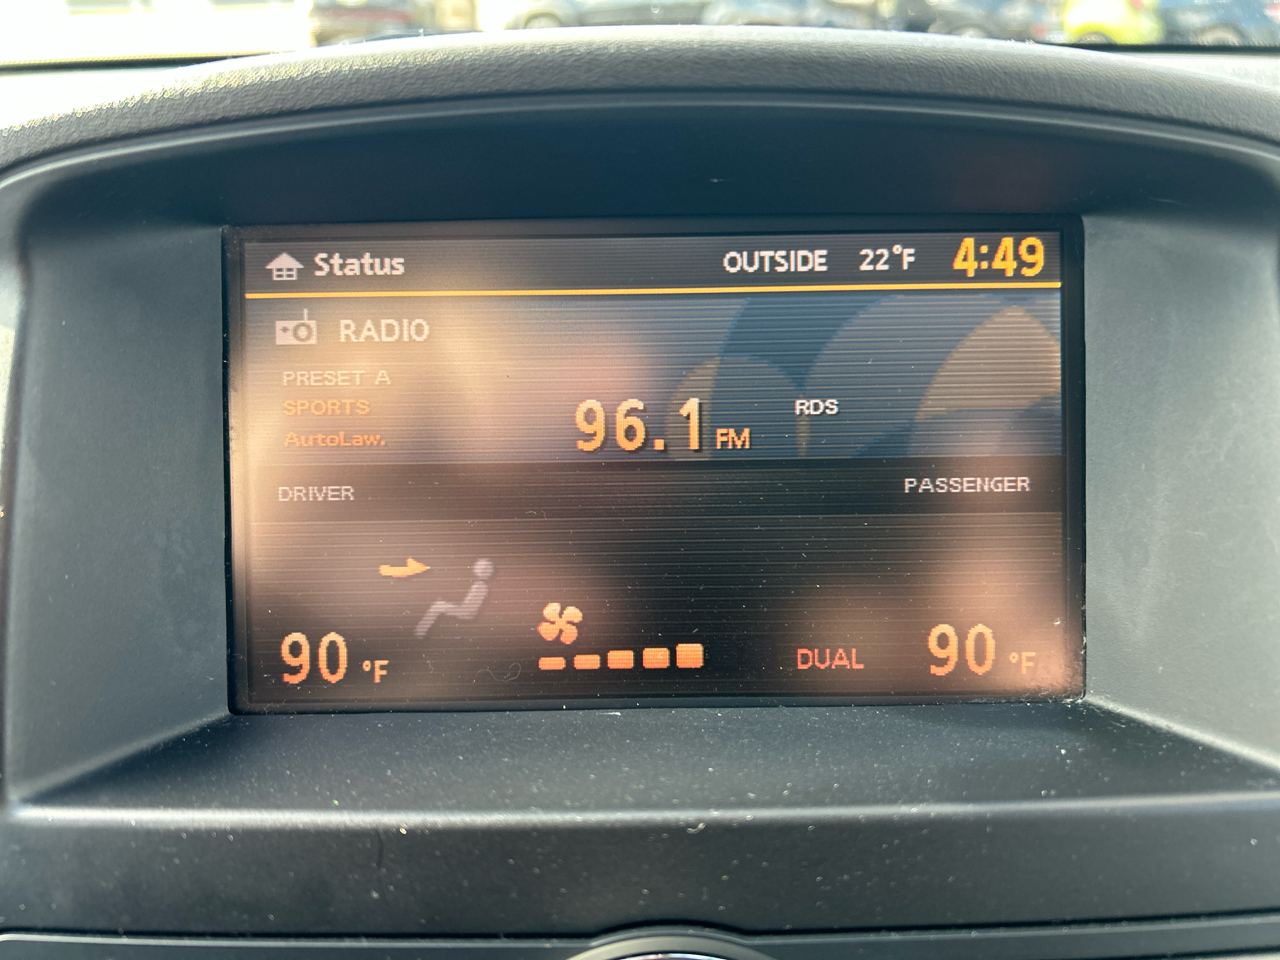 Status OUTSIDE 22°F 4:49
RADIO
PRESET A
SPORTS
AutoLaw.
96.1 FM RDS
DRIVER PASSENGER
90 °F DUAL 90 °F